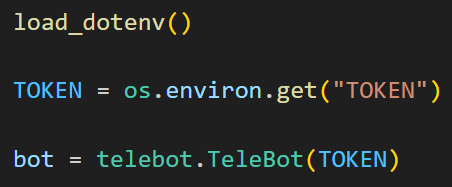 load_dotenv()
TOKEN = os.environ.get("TOKEN")
bot = telebot.TeleBot(TOKEN)